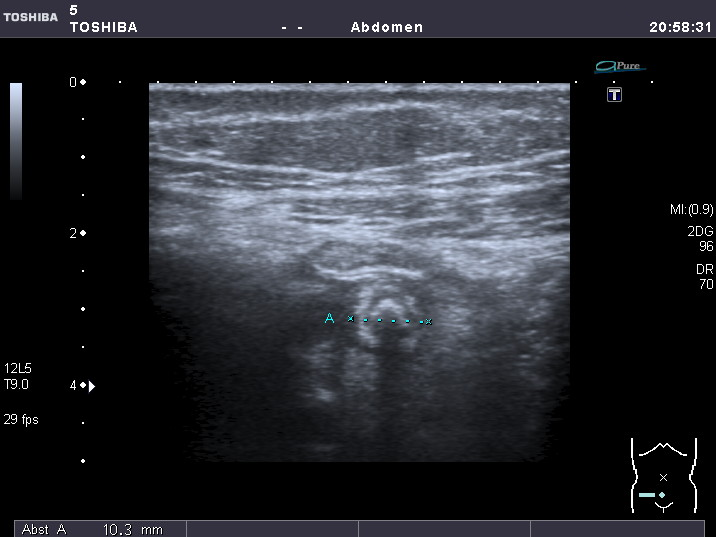 TOSHIBA
5
TOSHIBA - - Abdomen 20:58:31
Pure
T
0
MI:(0.9)
2DG
96
DR
70
2
A
12L5
T9.0
4
29 fps
Abst A 10.3 mm